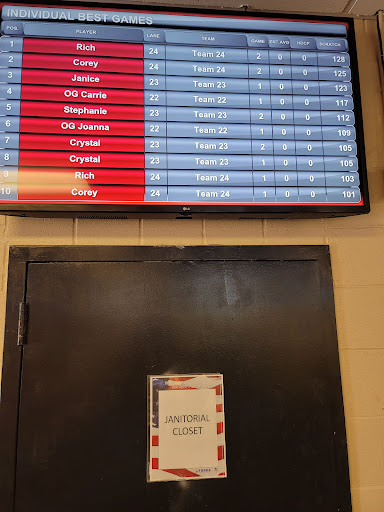 INDIVIDUAL BEST GAMES
POS. PLAYER LANE TEAM GAME ENT AVG HDCP SCRATCH
1 Rich 24 Team 24 2 0 0 128
2 Corey 24 Team 24 2 0 0 125
3 Janice 23 Team 23 1 0 0 123
4 OG Carrie 22 Team 22 1 0 0 117
5 Stephanie 23 Team 23 2 0 0 112
6 OG Joanna 22 Team 22 1 0 0 109
7 Crystal 23 Team 23 2 0 0 105
8 Crystal 23 Team 23 1 0 0 105
9 Rich 24 Team 24 1 0 0 103
10 Corey 24 Team 24 1 0 0 101
LG
JANITORIAL
CLOSET